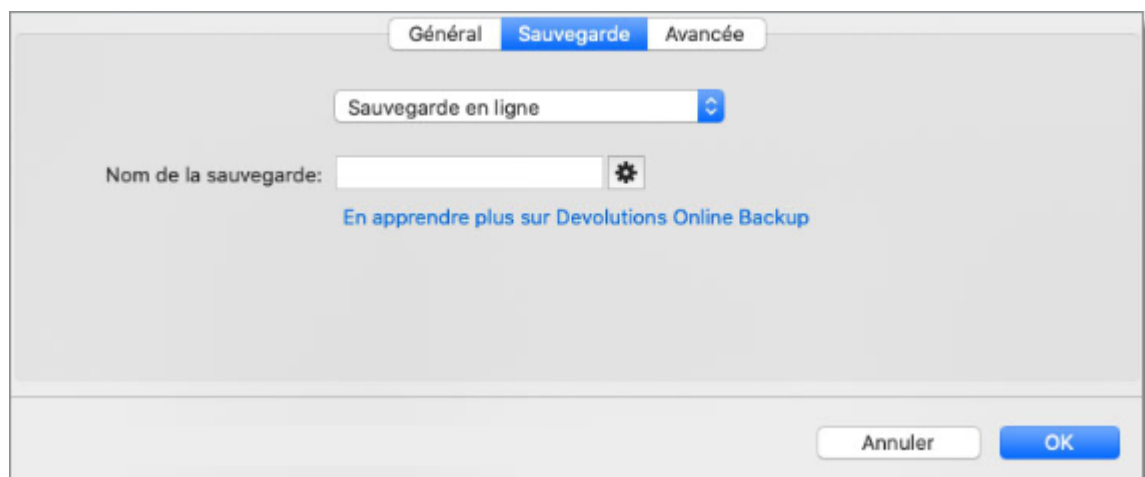 Général Sauvegarde Avancée
Sauvegarde en ligne
Nom de la sauvegarde:
En apprendre plus sur Devolutions Online Backup
Annuler OK